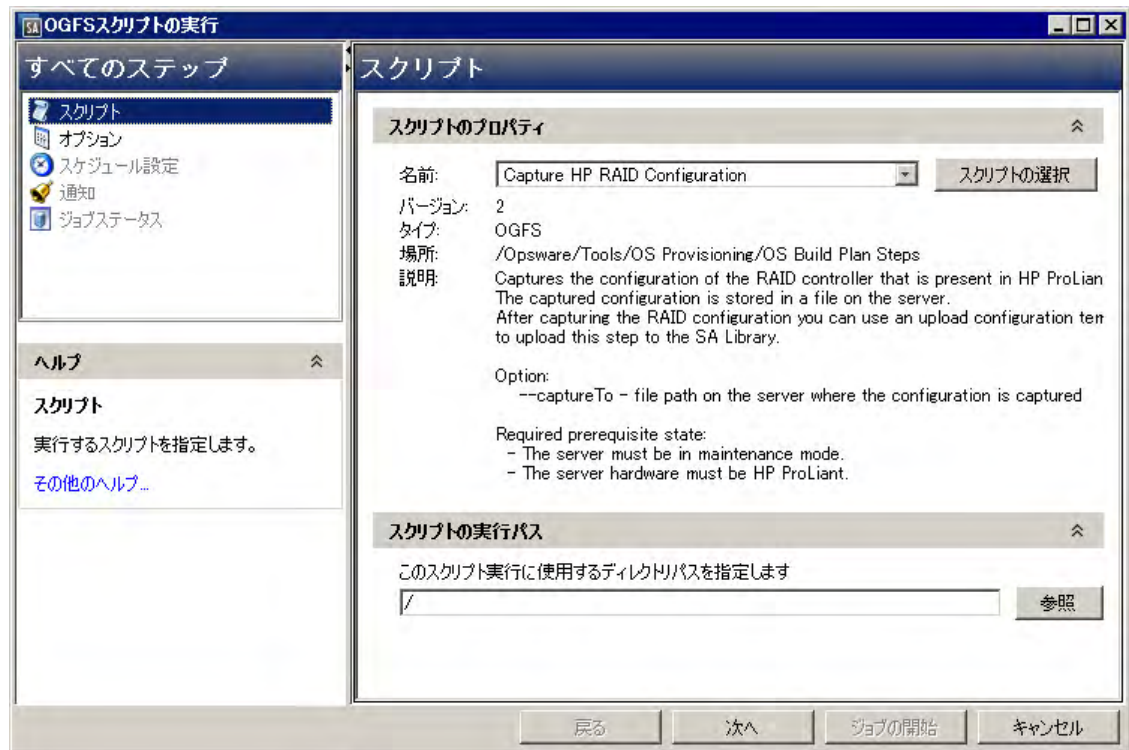 SA OGFSスクリプトの実行
すべてのステップ
スクリプト
オプション
スケジュール設定
通知
ジョブステータス
ヘルプ
スクリプト
実行するスクリプトを指定します。
その他のヘルプ...
スクリプト
スクリプトのプロパティ
名前: Capture HP RAID Configuration スクリプトの選択
バージョン: 2
タイプ: OGFS
場所: /Opsware/Tools/OS Provisioning/OS Build Plan Steps
説明: Captures the configuration of the RAID controller that is present in HP ProLian
The captured configuration is stored in a file on the server.
After capturing the RAID configuration you can use an upload configuration tem
to upload this step to the SA Library.
Option:
--captureTo - file path on the server where the configuration is captured
Required prerequisite state:
- The server must be in maintenance mode.
- The server hardware must be HP ProLiant.
スクリプトの実行パス
このスクリプト実行に使用するディレクトリパスを指定します
/ 参照
戻る 次へ ジョブの開始 キャンセル